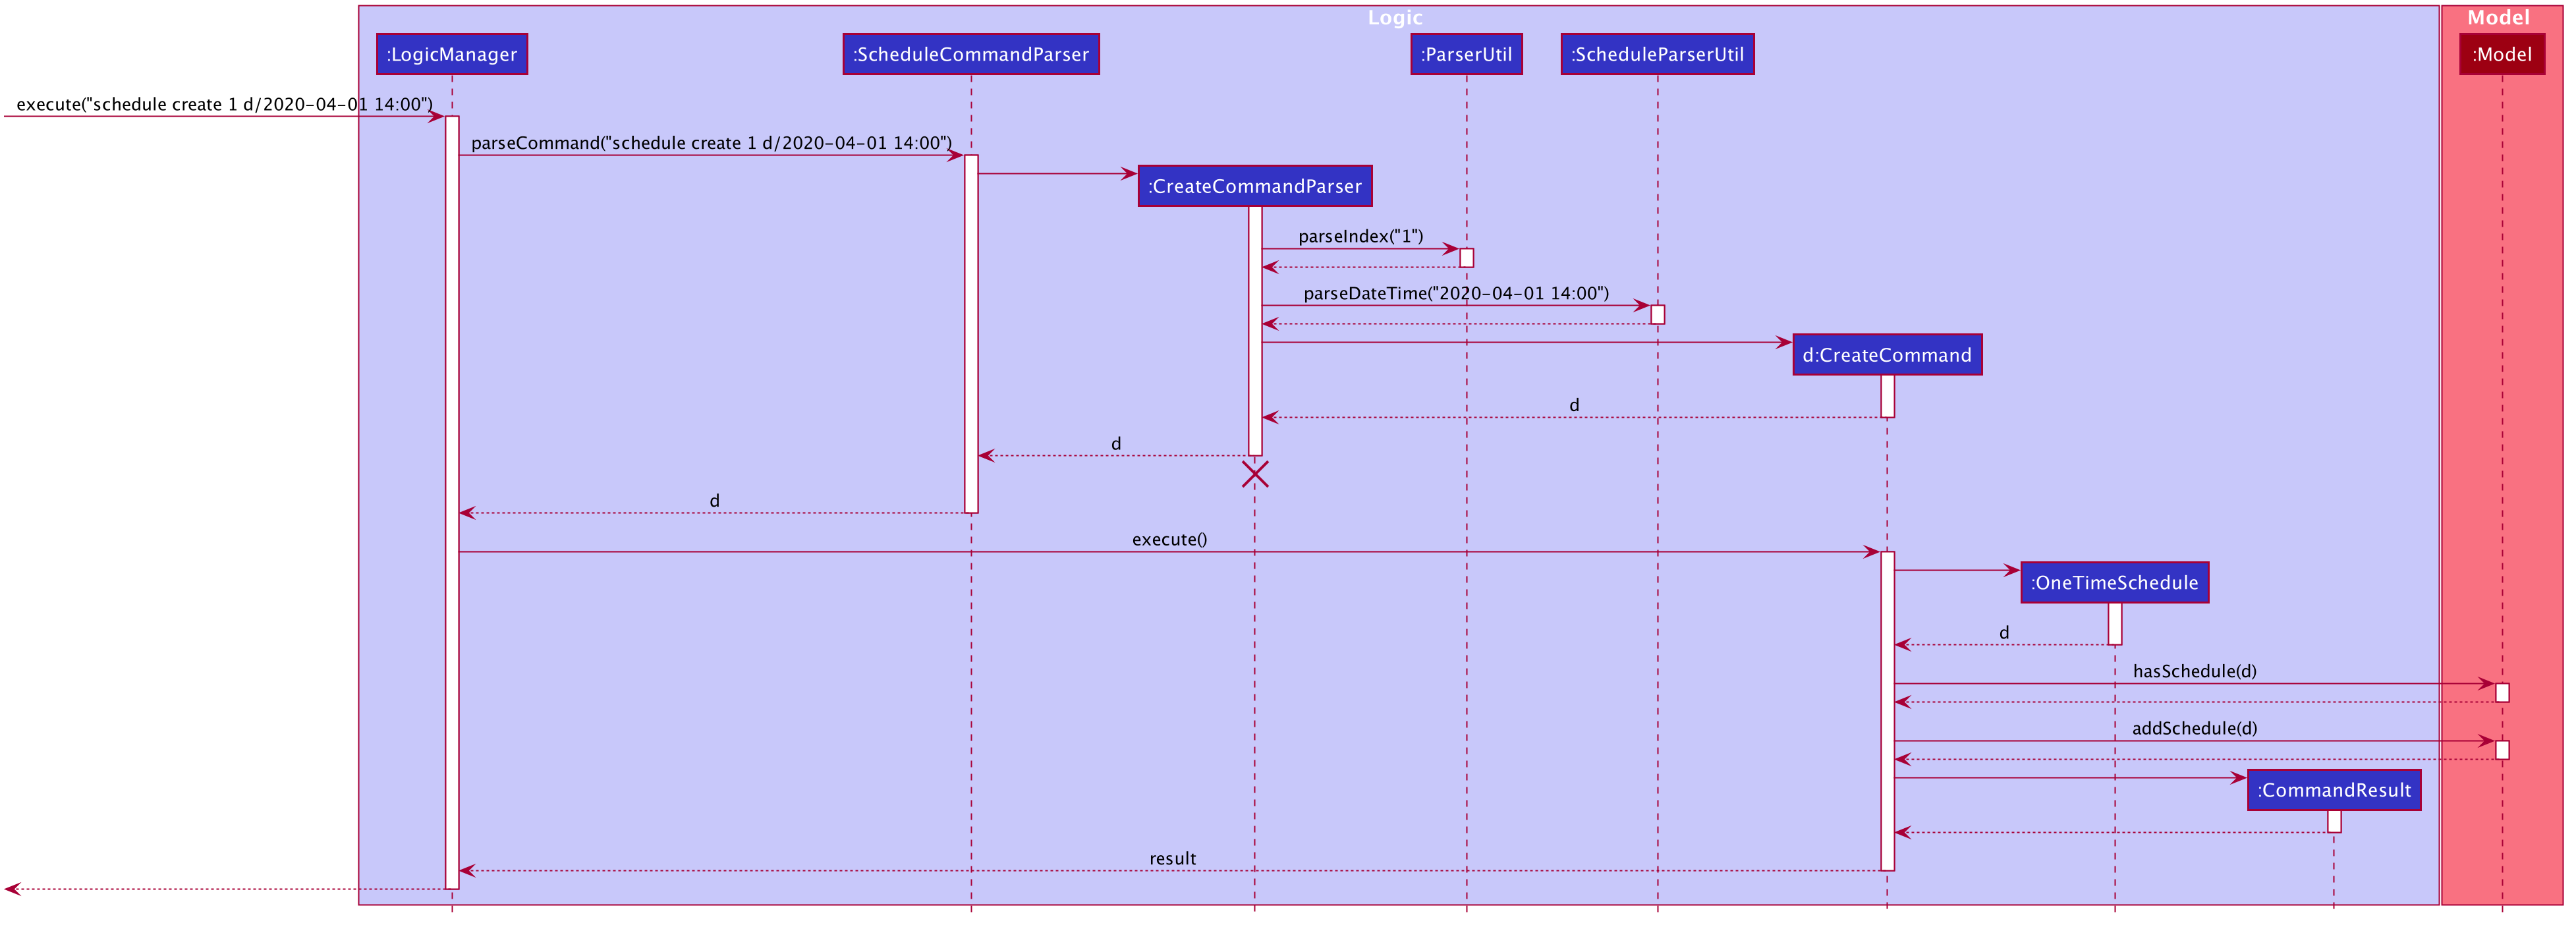 Logic
Model
:LogicManager
:ScheduleCommandParser
:ParserUtil
:ScheduleParserUtil
:Model
execute("schedule create 1 d/2020-04-01 14:00")
parseCommand("schedule create 1 d/2020-04-01 14:00")
:CreateCommandParser
parseIndex("1")
parseDateTime("2020-04-01 14:00")
d:CreateCommand
d
d
d
execute()
:OneTimeSchedule
d
hasSchedule(d)
addSchedule(d)
:CommandResult
result